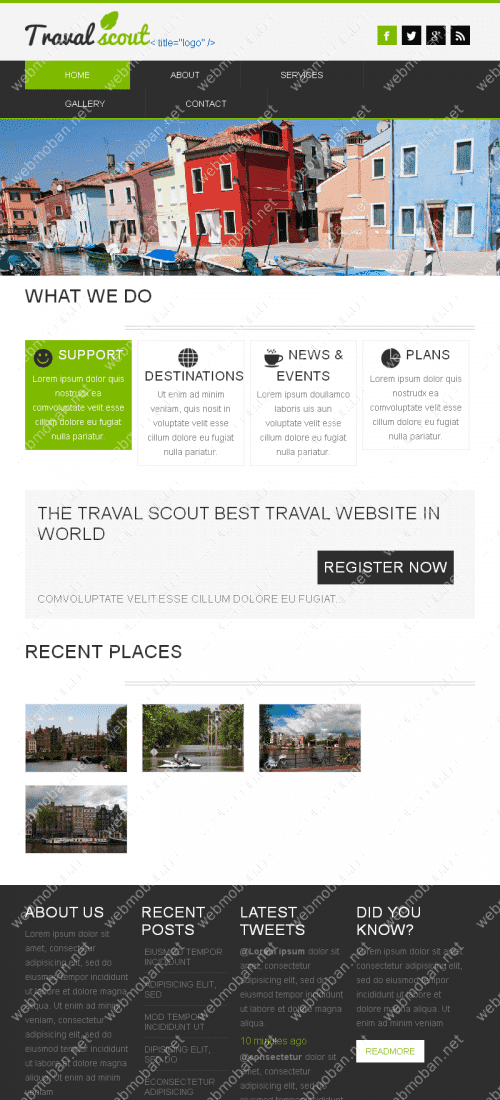 Traval scout < title="logo" />
HOME ABOUT SERVICES
GALLERY CONTACT
WHAT WE DO
SUPPORT
Lorem ipsum dolor quis
nostrudx ea
comvoluptate velit esse
cillum dolore eu fugiat
nulla pariatur.
DESTINATIONS
Ut enim ad minim
veniam, quis nosit in
voluptate velit esse
cillum dolore eu fugiat
nulla pariatur.
NEWS &
EVENTS
Lorem ipsum doullamco
laboris uis aun
voluptate velit esse
cillum dolore eu fugiat
nulla pariatur.
PLANS
Lorem ipsum dolor quis
nostrudx ea
comvoluptate velit esse
cillum dolore eu fugiat
nulla pariatur.
THE TRAVAL SCOUT BEST TRAVAL WEBSITE IN
WORLD
REGISTER NOW
COMVOLUPTATE VELIT ESSE CILLUM DOLORE EU FUGIAT...
RECENT PLACES
ABOUT US
Lorem ipsum dolor sit
amet, consectetur
adipisicing elit, sed do
eiusmod tempor incididunt
ut labore et dolore magna
aliqua. Ut enim ad minim
veniam, consectetur
adipisicing elit, sed do
eiusmod tempor incididunt
ut labore et dolore magna
aliqua. Ut enim ad minim
veniam
RECENT
POSTS
EIUSMOD TEMPOR
INCIDIDUNT
ADIPISICING ELIT,
SED
MOD TEMPOR
INCIDIDUNT UT
DIPISICING ELIT,
SED DO
ECONSECTETUR
ADIPISICING
LATEST
TWEETS
@Lorem ipsum dolor sit
amet, consectetur
adipisicing elit, sed do
eiusmod tempor incididunt
ut labore et dolore magna
aliqua
10 minutes ago
@consectetur dolor sit
amet, consectetur
adipisicing elit, sed do
eiusmod tempor incididunt
DID YOU
KNOW?
Lorem ipsum dolor sit
amet, consectetur
adipisicing elit, sed do
eiusmod tempor incididunt
ut labore et dolore
magna aliqua. Ut enim
ad minim veniam
READMORE
webmoban.net